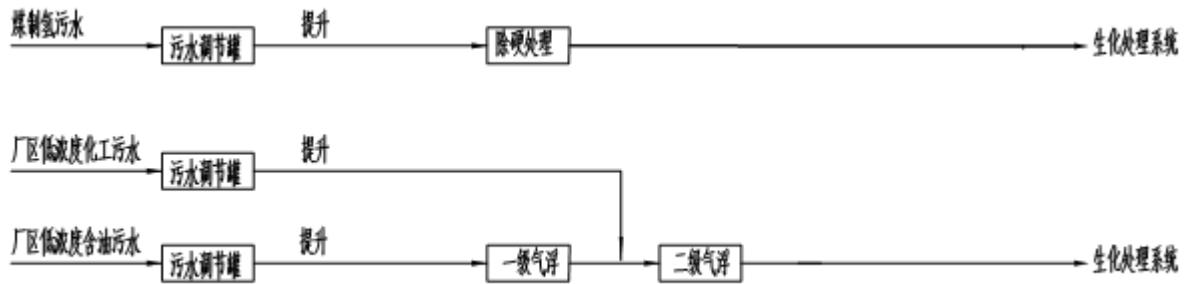 煤制氢污水
提升
污水调节罐
除硬处理
生化处理系统
厂区低浓度化工污水
提升
污水调节罐
厂区低浓度含油污水
提升
污水调节罐
一级气浮
二级气浮
生化处理系统